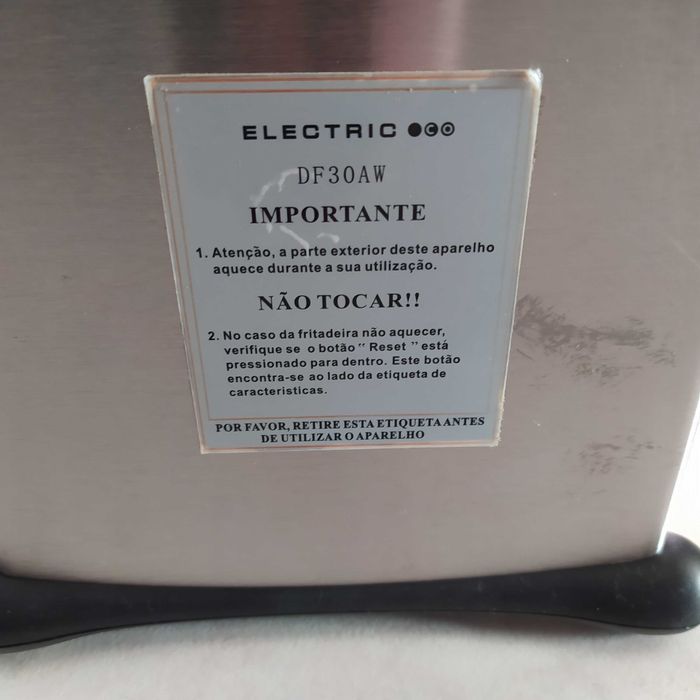 ELECTRIC eco
DF30AW
IMPORTANTE
1. Atenção, a parte exterior deste aparelho
aquece durante a sua utilização.
NÃO TOCAR!!
2. No caso da fritadeira não aquecer,
verifique se o botão " Reset " está
pressionado para dentro. Este botão
encontra-se ao lado da etiqueta de
caracteristicas.
POR FAVOR, RETIRE ESTA ETIQUETA ANTES
DE UTILIZAR O APARELHO